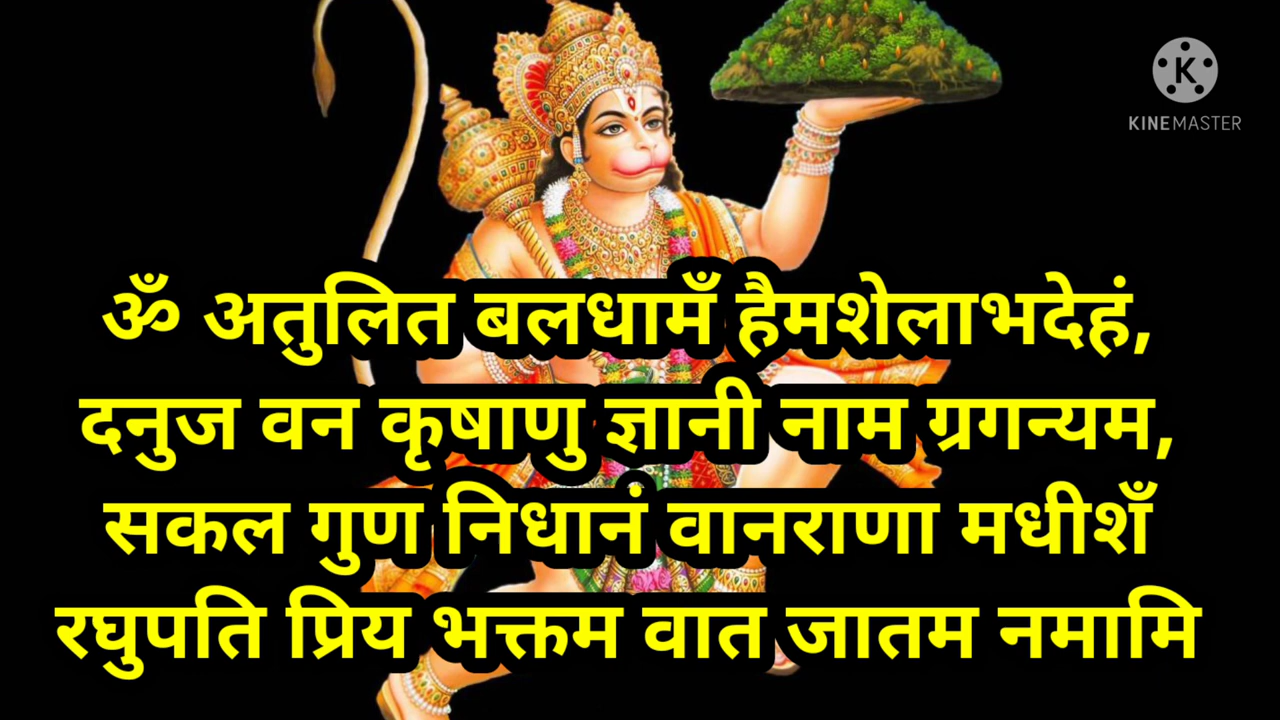 KINEMASTER
ॐ अतुलित बलधामँ हैमशेलाभदेहं,
दनुज वन कृषाणु ज्ञानी नाम ग्रगन्यम,
सकल गुण निधानं वानराणा मधीशँ
रघुपति प्रिय भक्तम वात जातम नमामि